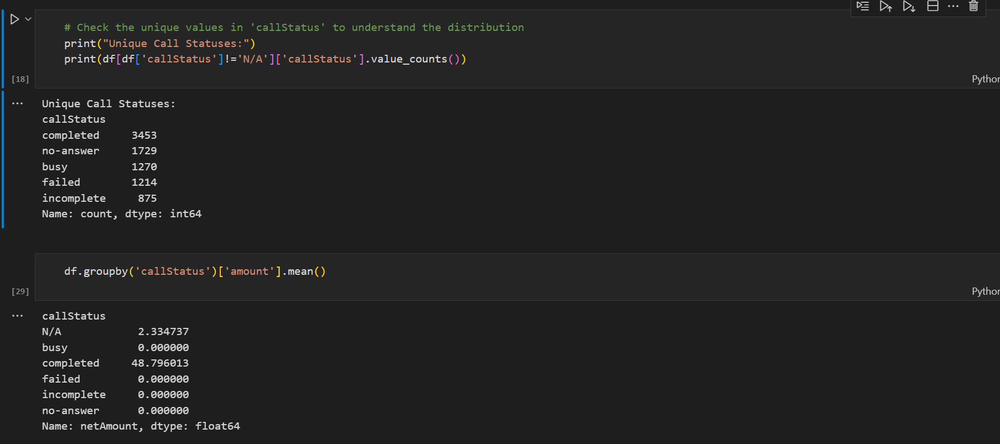 # Check the unique values in 'callStatus' to understand the distribution
print("Unique Call Statuses:")
print(df[df['callStatus']!='N/A']['callStatus'].value_counts())
[18]
Python
Unique Call Statuses:
callStatus
completed     3453
no-answer     1729
busy          1270
failed        1214
incomplete     875
Name: count, dtype: int64
df.groupby('callStatus')['amount'].mean()
[29]
Python
callStatus
N/A            2.334737
busy           0.000000
completed     48.796013
failed         0.000000
incomplete     0.000000
no-answer      0.000000
Name: netAmount, dtype: float64